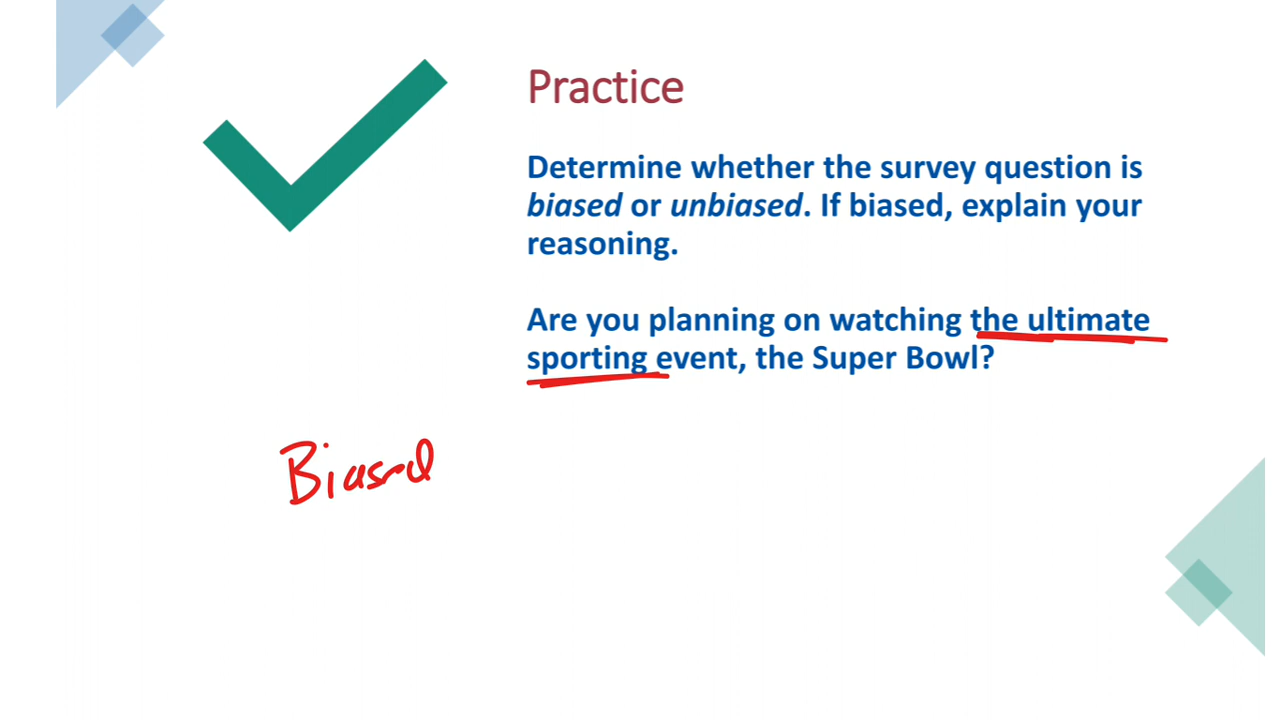 Practice
Determine whether the survey question is
biased or unbiased. If biased, explain your
reasoning.
Are you planning on watching the ultimate
sporting event, the Super Bowl?
Biased